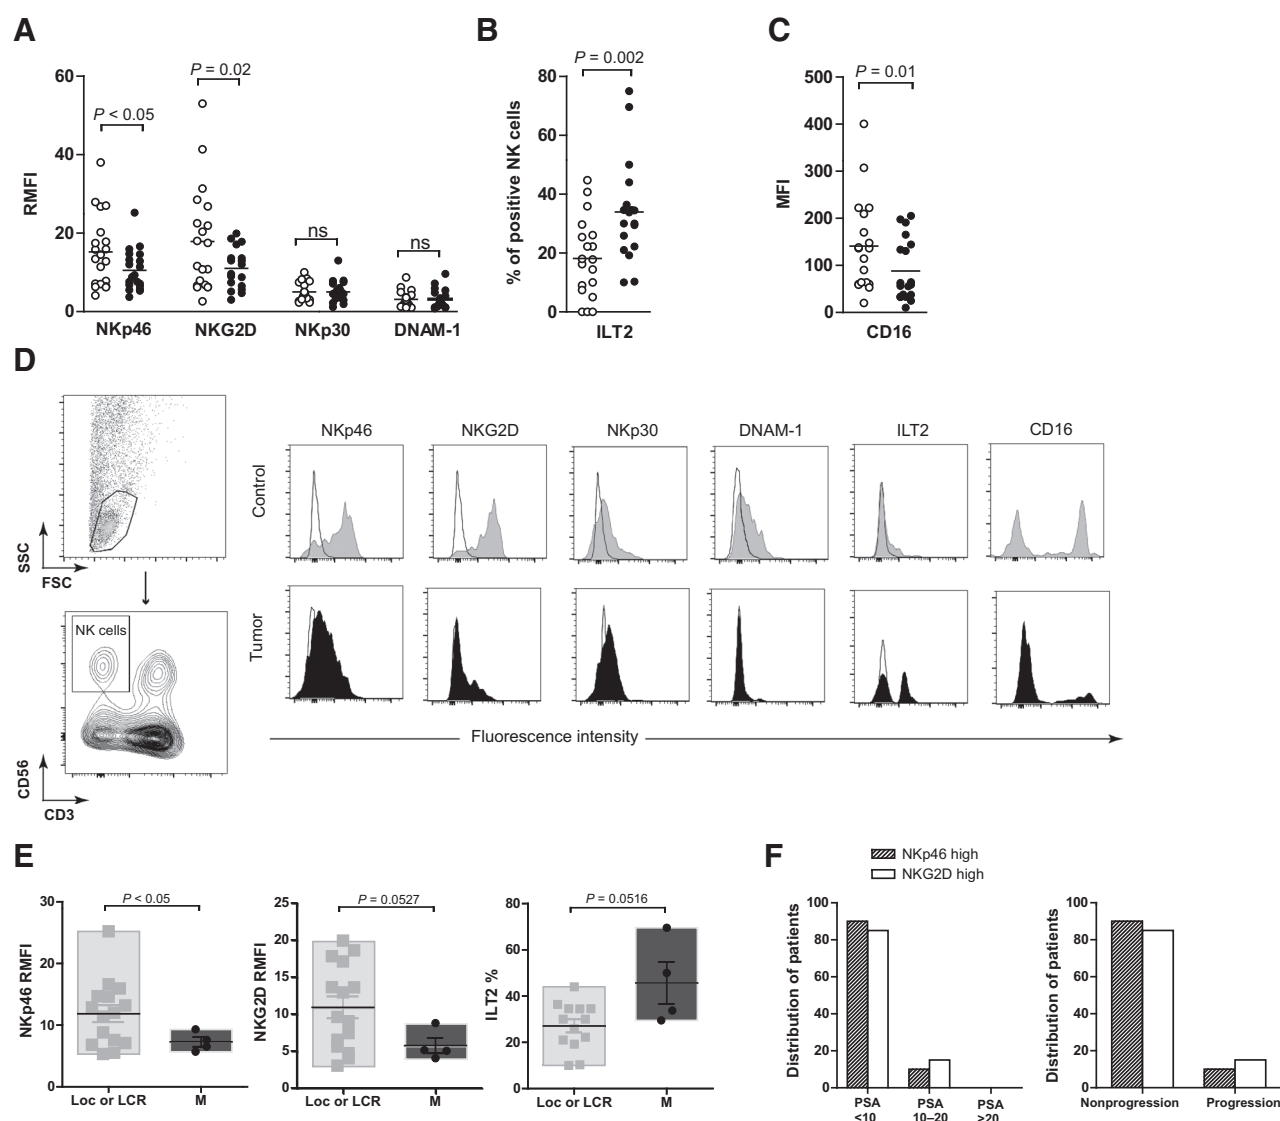 A
RMFI
60
40
20
0
P < 0.05
P = 0.02
ns
ns
NKp46 NKG2D NKp30 DNAM-1
B
% of positive NK cells
80
60
40
20
0
P = 0.002
ILT2
C
MFI
500
400
300
200
100
0
P = 0.01
CD16
D
SSC
FSC
NK cells
CD56
CD3
NKp46 NKG2D NKp30 DNAM-1 ILT2 CD16
Control
Tumor
Fluorescence intensity
E
NKp46 RMFI
30
20
10
0
P < 0.05
Loc or LCR M
NKG2D RMFI
25
20
15
10
5
0
P = 0.0527
Loc or LCR M
ILT2 %
80
60
40
20
0
P = 0.0516
Loc or LCR M
F
NKp46 high
NKG2D high
Distribution of patients
100
80
60
40
20
0
PSA PSA PSA
<10 10–20 >20
Distribution of patients
100
80
60
40
20
0
Nonprogression Progression